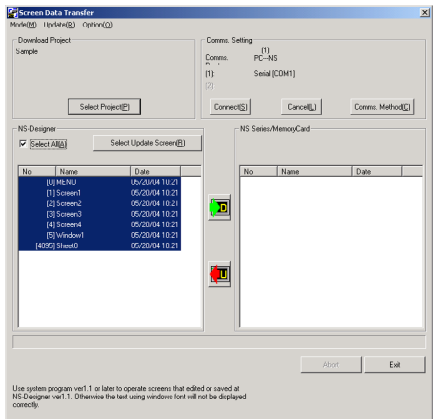 Screen Data Transfer
Mode(M) Update(R) Option(O)
Download Project
Sample
Select Project(P)
Comms. Setting
(1)
Comms. PC--NS
(1): Serial [COM1]
(2)
Connect(S) Cancel(L) Comms. Method(C)
NS-Designer
Select All(A) Select Update Screen(R)
No Name Date
[0] MENU 05/20/04 10:21
[1] Screen1 05/20/04 10:21
[2] Screen2 05/20/04 10:21
[3] Screen3 05/20/04 10:21
[4] Screen4 05/20/04 10:21
[5] Window1 05/20/04 10:21
[4095] Sheet0 05/20/04 10:21
D
U
NS Series/MemoryCard
No Name Date
Abort Exit
Use system program ver1.1 or later to operate screens that edited or saved at
NS-Designer ver1.1. Otherwise the text using windows font will not be displayed
correctly.